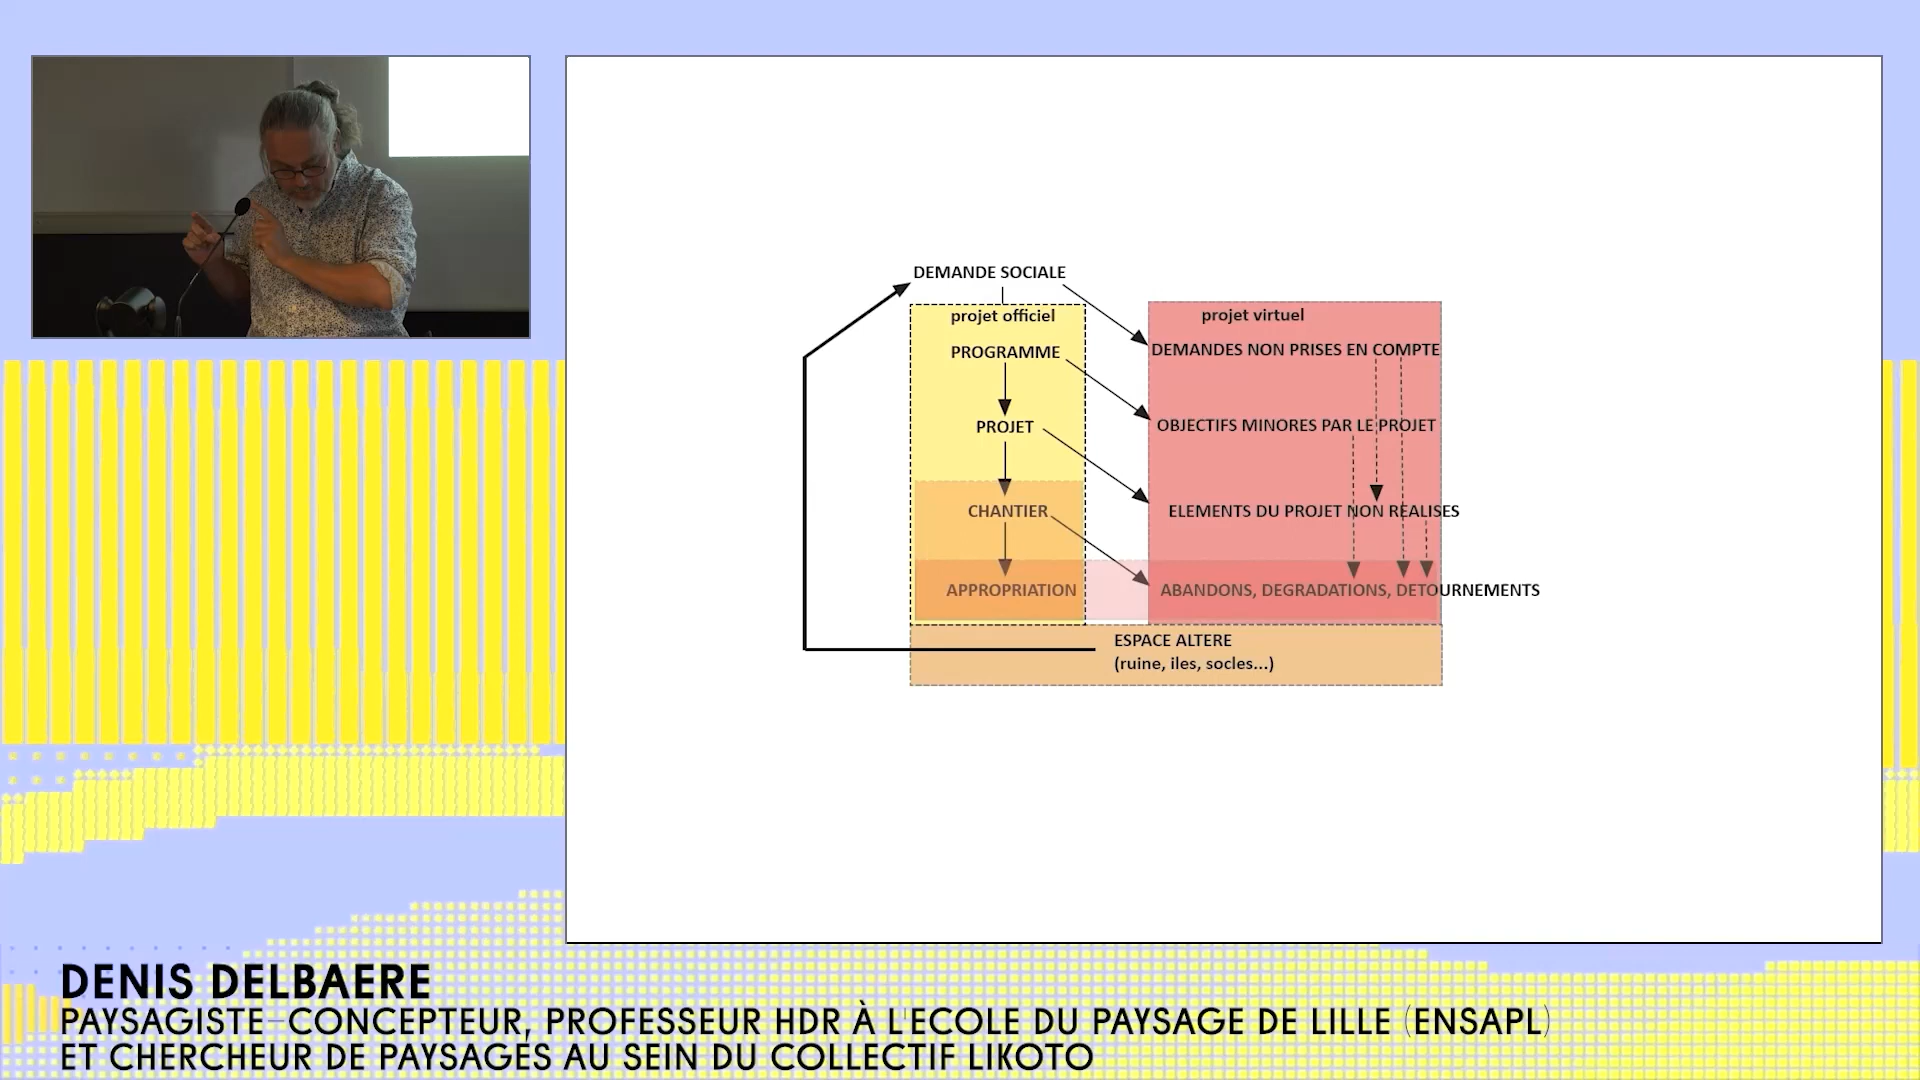 DEMANDE SOCIALE
projet officiel
PROGRAMME
PROJET
CHANTIER
APPROPRIATION
projet virtuel
DEMANDES NON PRISES EN COMPTE
OBJECTIFS MINORES PAR LE PROJET
ELEMENTS DU PROJET NON REALISES
ABANDONS, DEGRADATIONS, DETOURNEMENTS
ESPACE ALTERE
(ruine, iles, socles...)
DENIS DELBAERE
PAYSAGISTE-CONCEPTEUR, PROFESSEUR HDR À L'ECOLE DU PAYSAGE DE LILLE (ENSAPL)
ET CHERCHEUR DE PAYSAGES AU SEIN DU COLLECTIF LIKOTO